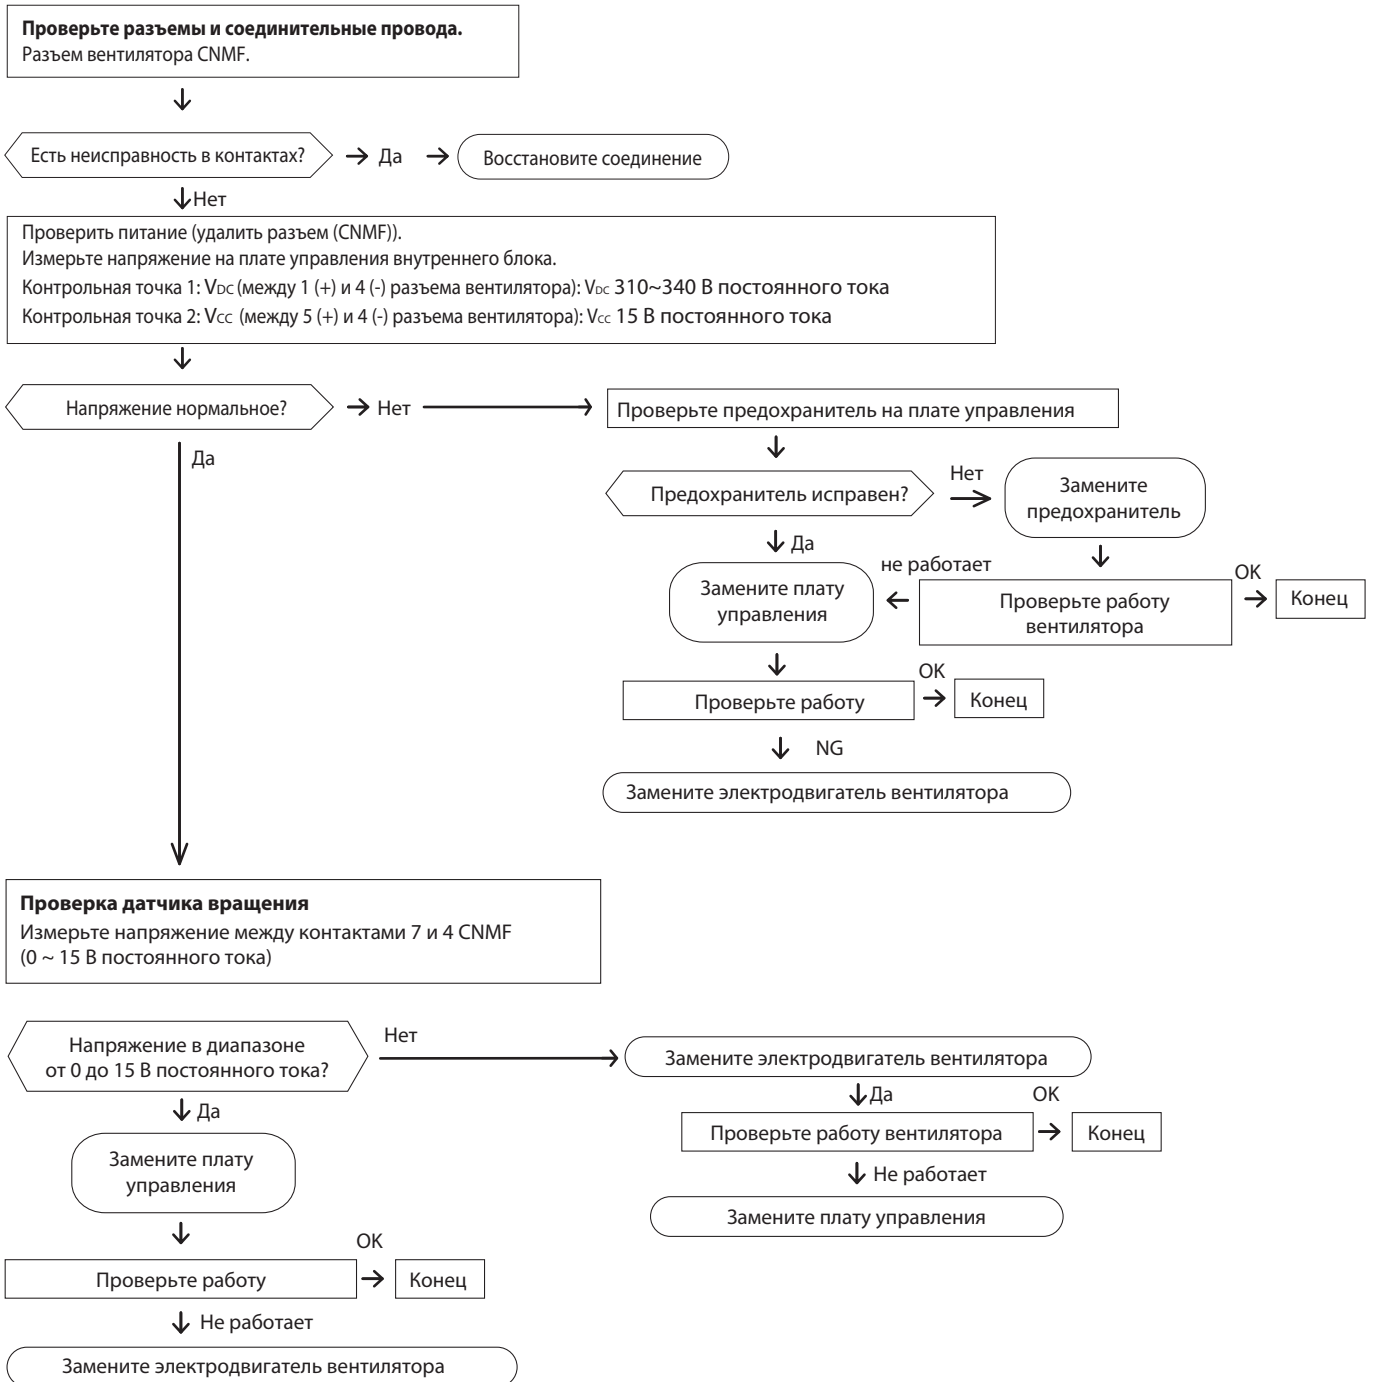 Проверьте разъемы и соединительные провода.
Разъем вентилятора CNMF.
Есть неисправность в контактах?
Да
Восстановите соединение
Нет
Проверить питание (удалить разъем (CNMF)).
Измерьте напряжение на плате управления внутреннего блока.
Контрольная точка 1: VDC (между 1 (+) и 4 (-) разъема вентилятора): VDC 310~340 В постоянного тока
Контрольная точка 2: VCC (между 5 (+) и 4 (-) разъема вентилятора): VCC 15 В постоянного тока
Напряжение нормальное?
Нет
Проверьте предохранитель на плате управления
Да
Предохранитель исправен?
Нет
Замените
предохранитель
Да
не работает
Замените плату
управления
Проверьте работу
вентилятора
OK
Конец
Проверьте работу
OK
Конец
NG
Замените электродвигатель вентилятора
Проверка датчика вращения
Измерьте напряжение между контактами 7 и 4 CNMF
(0 ~ 15 В постоянного тока)
Напряжение в диапазоне
от 0 до 15 В постоянного тока?
Нет
Замените электродвигатель вентилятора
Да
OK
Проверьте работу вентилятора
Конец
Не работает
Замените плату управления
Да
Замените плату
управления
OK
Проверьте работу
Конец
Не работает
Замените электродвигатель вентилятора